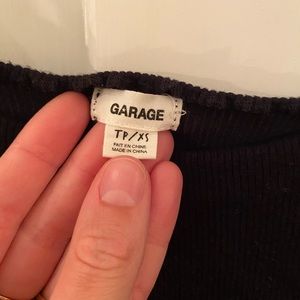 GARAGE
TP/XS
FAIT EN CHINE
MADE IN CHINA